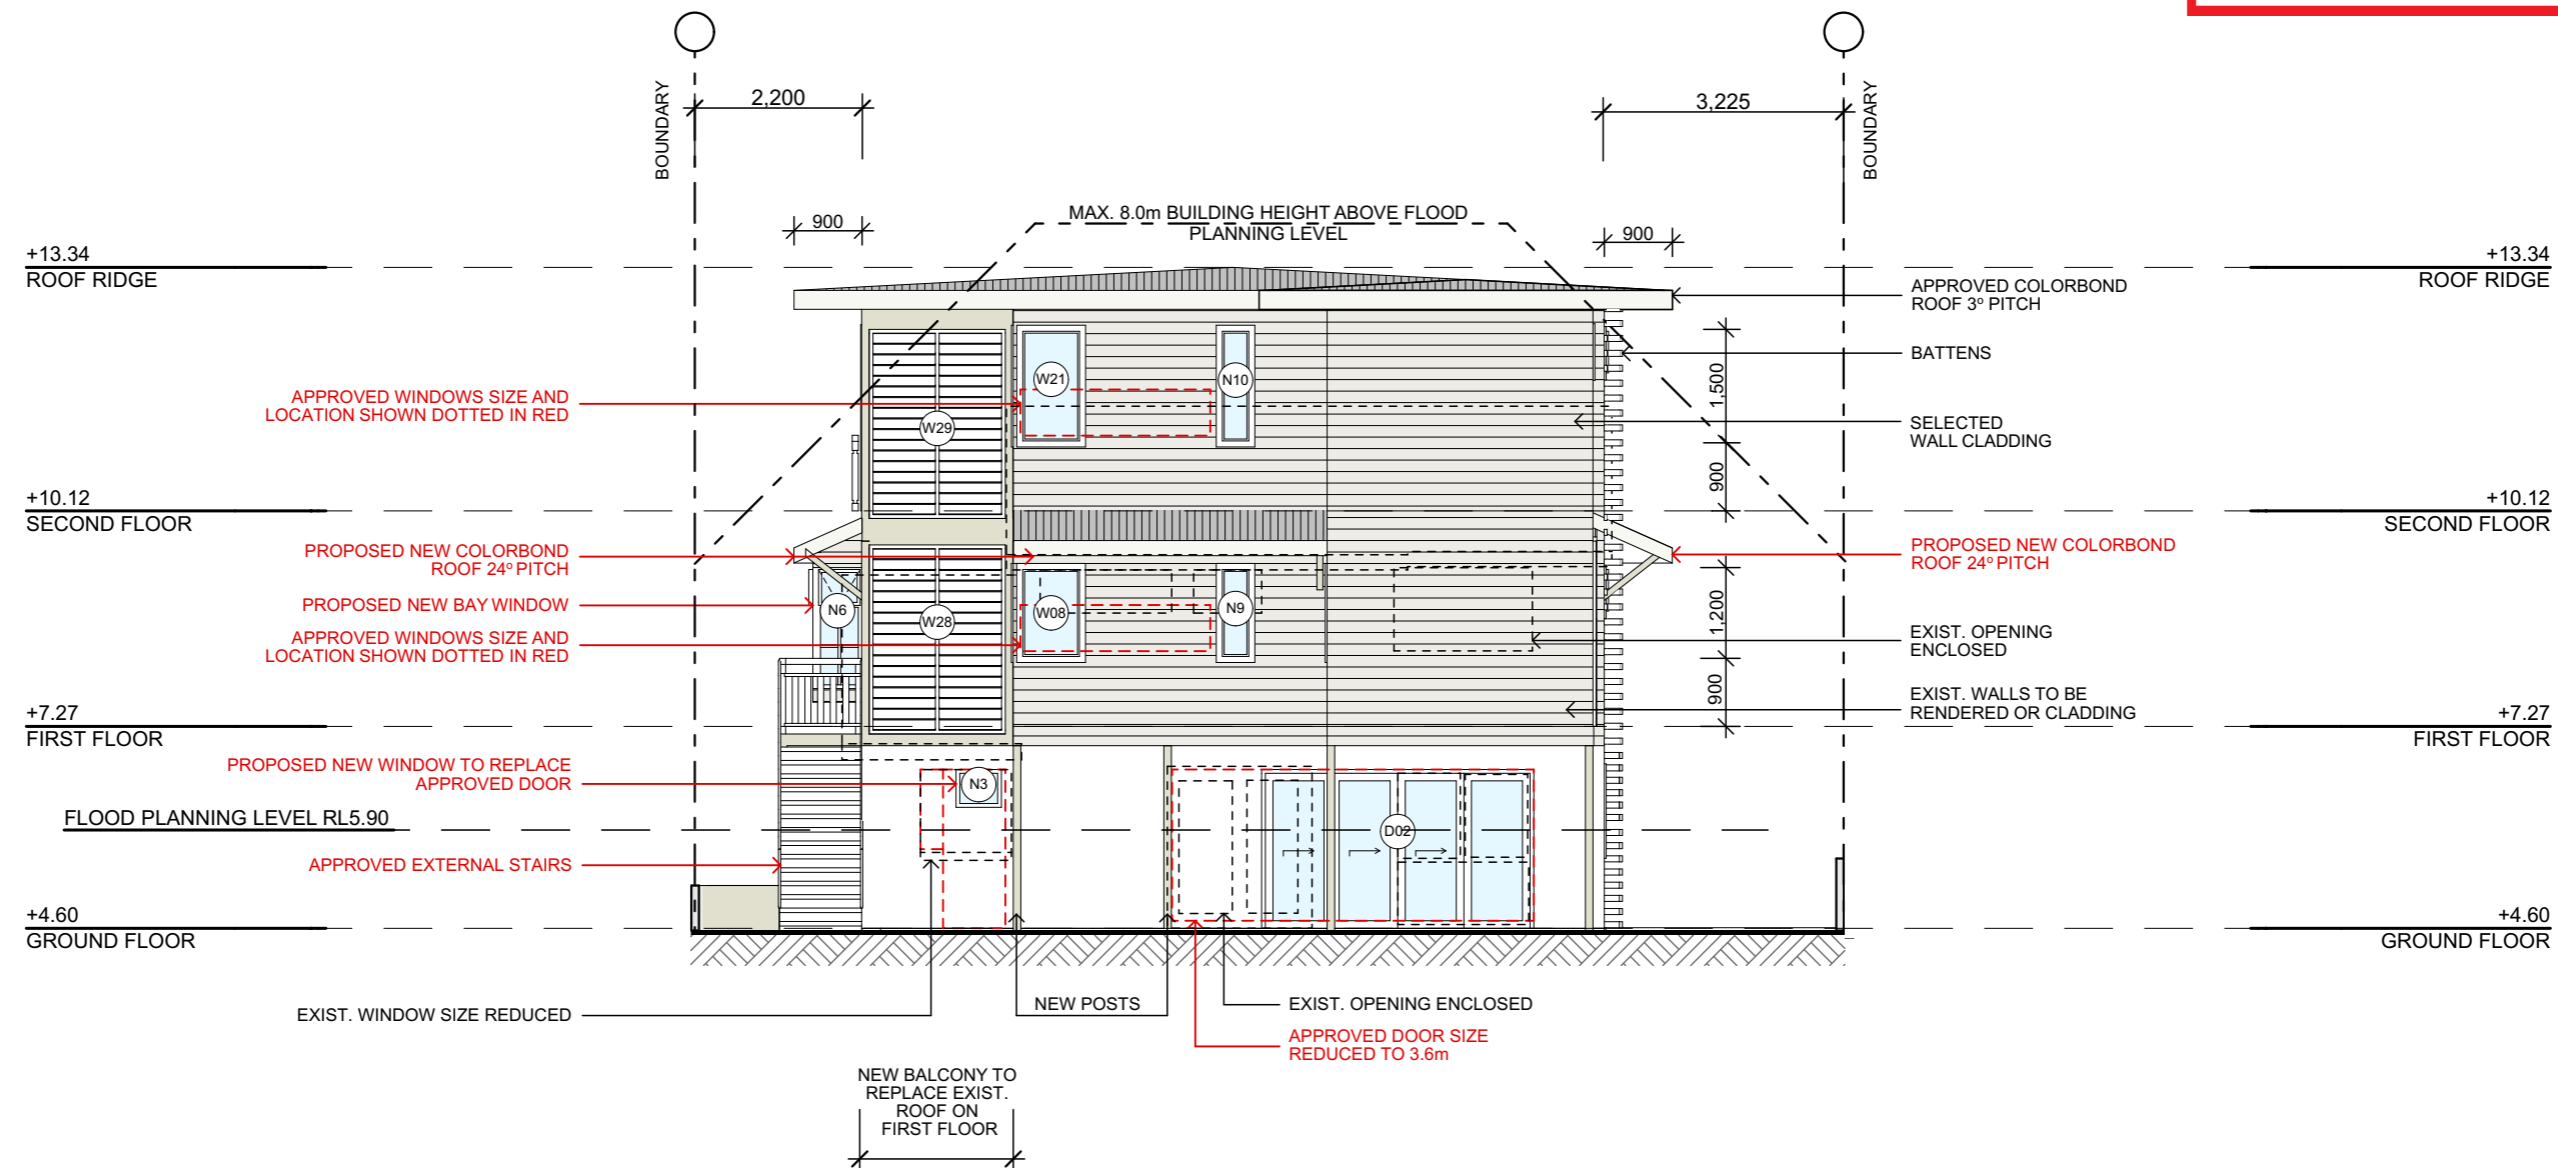 BOUNDARY
BOUNDARY
2,200
3,225
900
MAX. 8.0m BUILDING HEIGHT ABOVE FLOOD
PLANNING LEVEL
900
+13.34
ROOF RIDGE
+13.34
ROOF RIDGE
APPROVED COLORBOND
ROOF 3º PITCH
BATTENS
1,500
APPROVED WINDOWS SIZE AND
LOCATION SHOWN DOTTED IN RED
W21
N10
W29
SELECTED
WALL CLADDING
900
+10.12
SECOND FLOOR
+10.12
SECOND FLOOR
PROPOSED NEW COLORBOND
ROOF 24º PITCH
PROPOSED NEW COLORBOND
ROOF 24º PITCH
PROPOSED NEW BAY WINDOW
N6
W28
W08
N9
1,200
APPROVED WINDOWS SIZE AND
LOCATION SHOWN DOTTED IN RED
EXIST. OPENING
ENCLOSED
900
EXIST. WALLS TO BE
RENDERED OR CLADDING
+7.27
FIRST FLOOR
+7.27
FIRST FLOOR
PROPOSED NEW WINDOW TO REPLACE
APPROVED DOOR
N3
FLOOD PLANNING LEVEL RL5.90
D02
APPROVED EXTERNAL STAIRS
+4.60
GROUND FLOOR
+4.60
GROUND FLOOR
EXIST. WINDOW SIZE REDUCED
NEW POSTS
EXIST. OPENING ENCLOSED
APPROVED DOOR SIZE
REDUCED TO 3.6m
NEW BALCONY TO
REPLACE EXIST.
ROOF ON
FIRST FLOOR